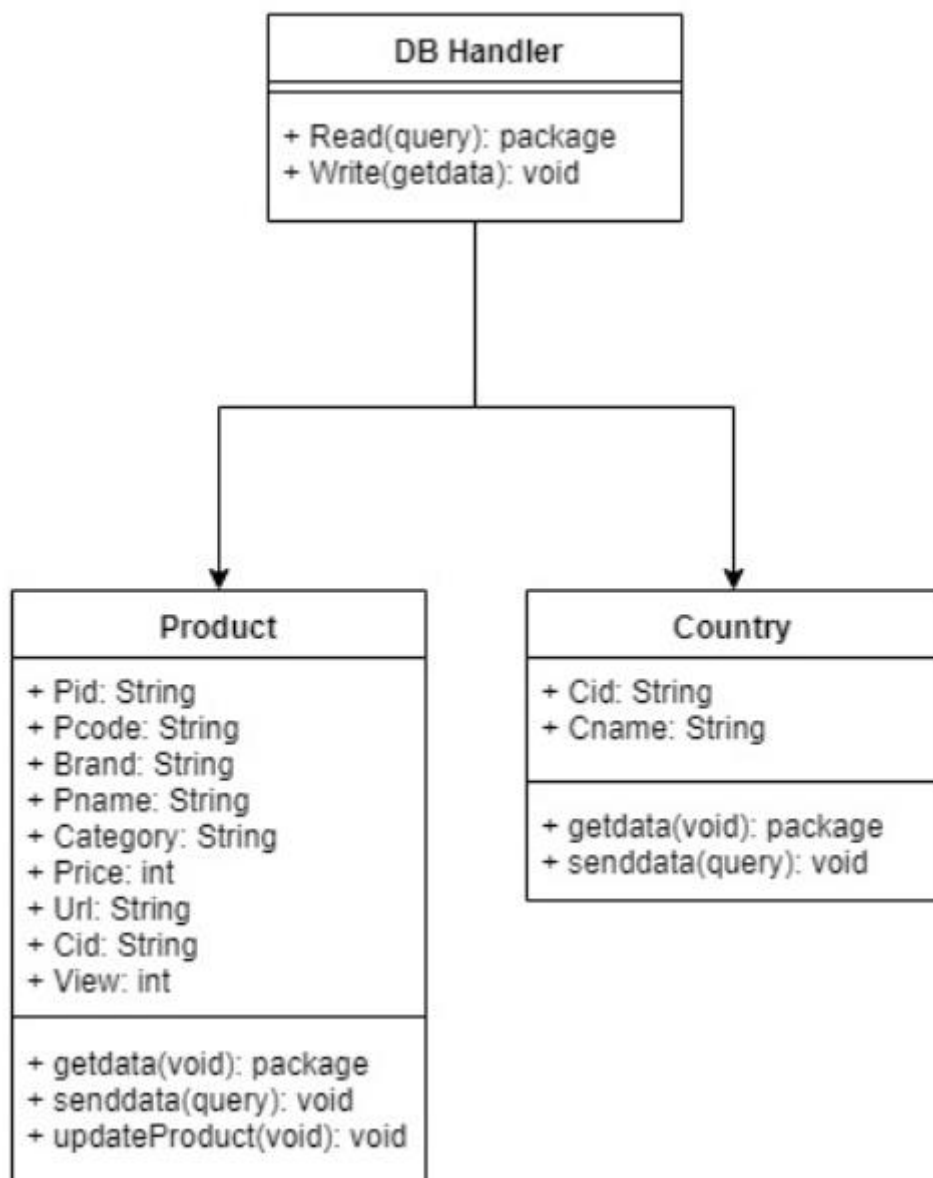 DB Handler
+ Read(query): package
+ Write(getdata): void
Product
+ Pid: String
+ Pcode: String
+ Brand: String
+ Pname: String
+ Category: String
+ Price: int
+ Url: String
+ Cid: String
+ View: int
+ getdata(void): package
+ senddata(query): void
+ updateProduct(void): void
Country
+ Cid: String
+ Cname: String
+ getdata(void): package
+ senddata(query): void